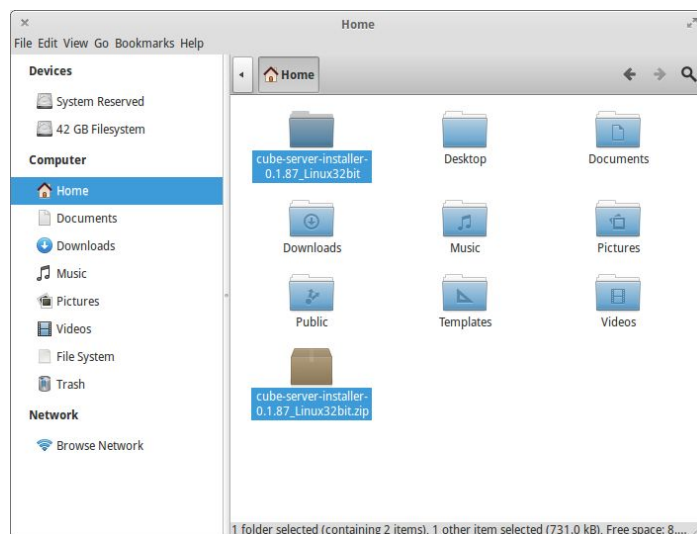 Home
File Edit View Go Bookmarks Help
Devices
System Reserved
42 GB Filesystem
Computer
Home
Documents
Downloads
Music
Pictures
Videos
File System
Trash
Network
Browse Network
Home
cube-server-installer-
0.1.87_Linux32bit
Desktop
Documents
Downloads
Music
Pictures
Public
Templates
Videos
cube-server-installer-
0.1.87_Linux32bit.zip
1 folder selected (containing 2 items), 1 other item selected (731.0 kB), Free space: 8....